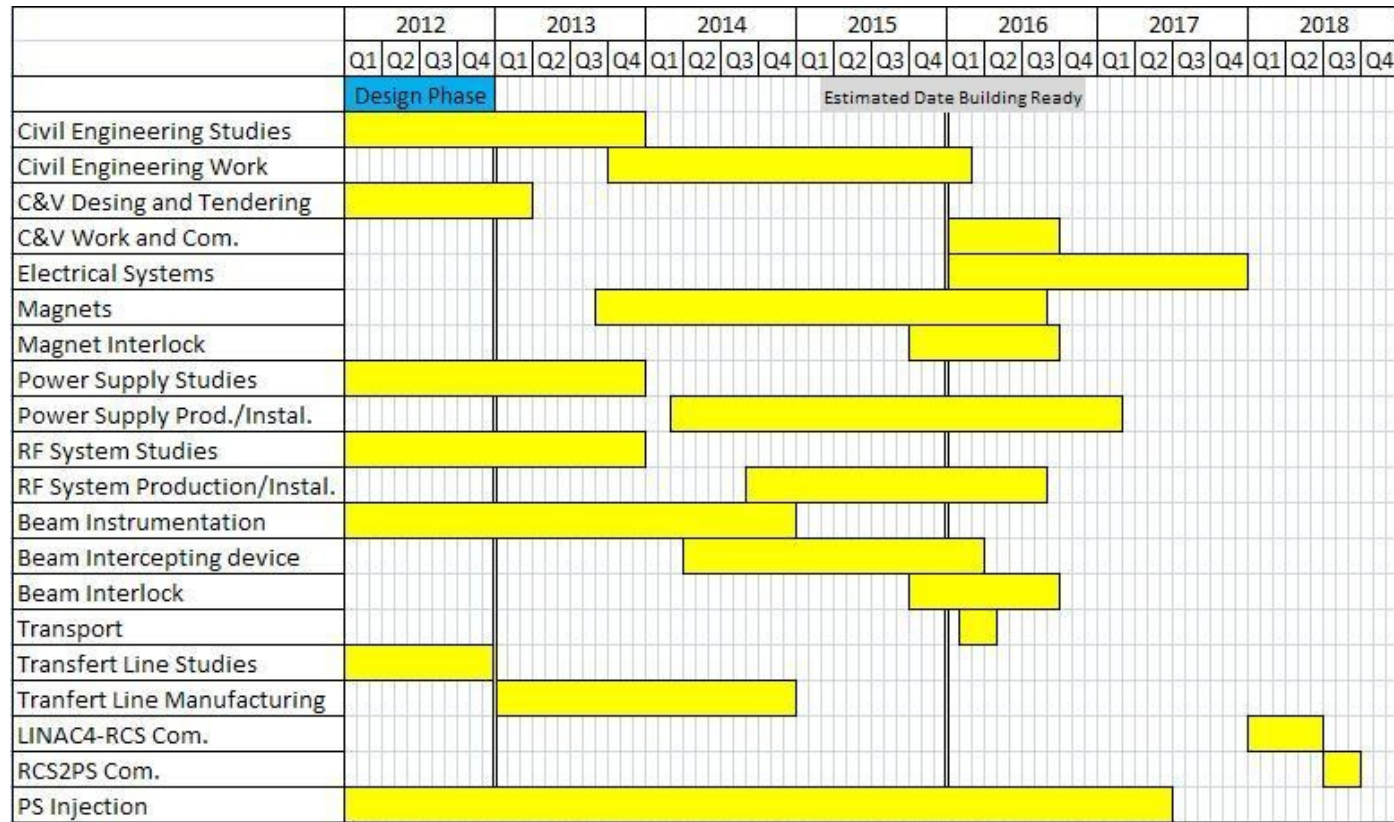 2012 2013 2014 2015 2016 2017 2018
Q1 Q2 Q3 Q4 Q1 Q2 Q3 Q4 Q1 Q2 Q3 Q4 Q1 Q2 Q3 Q4 Q1 Q2 Q3 Q4 Q1 Q2 Q3 Q4 Q1 Q2 Q3 Q4
Design Phase Estimated Date Building Ready
Civil Engineering Studies
Civil Engineering Work
C&V Desing and Tendering
C&V Work and Com.
Electrical Systems
Magnets
Magnet Interlock
Power Supply Studies
Power Supply Prod./Instal.
RF System Studies
RF System Production/Instal.
Beam Instrumentation
Beam Intercepting device
Beam Interlock
Transport
Transfert Line Studies
Tranfert Line Manufacturing
LINAC4-RCS Com.
RCS2PS Com.
PS Injection